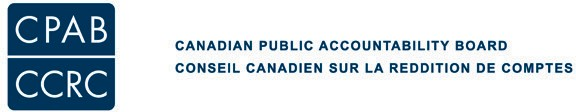 CPAB
CCRC
CANADIAN PUBLIC ACCOUNTABILITY BOARD
CONSEIL CANADIEN SUR LA REDDITION DE COMPTES